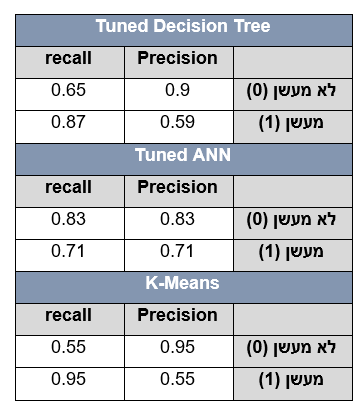 Tuned Decision Tree
recall Precision
0.65 0.9 לא מעשן (0)
0.87 0.59 מעשן (1)
Tuned ANN
recall Precision
0.83 0.83 לא מעשן (0)
0.71 0.71 מעשן (1)
K-Means
recall Precision
0.55 0.95 לא מעשן (0)
0.95 0.55 מעשן (1)